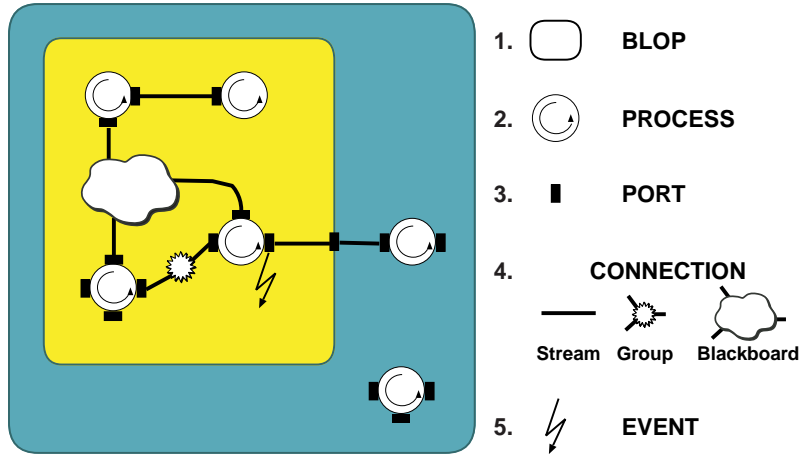 1. BLOP
2. PROCESS
3. PORT
4. CONNECTION
Stream Group Blackboard
5. EVENT